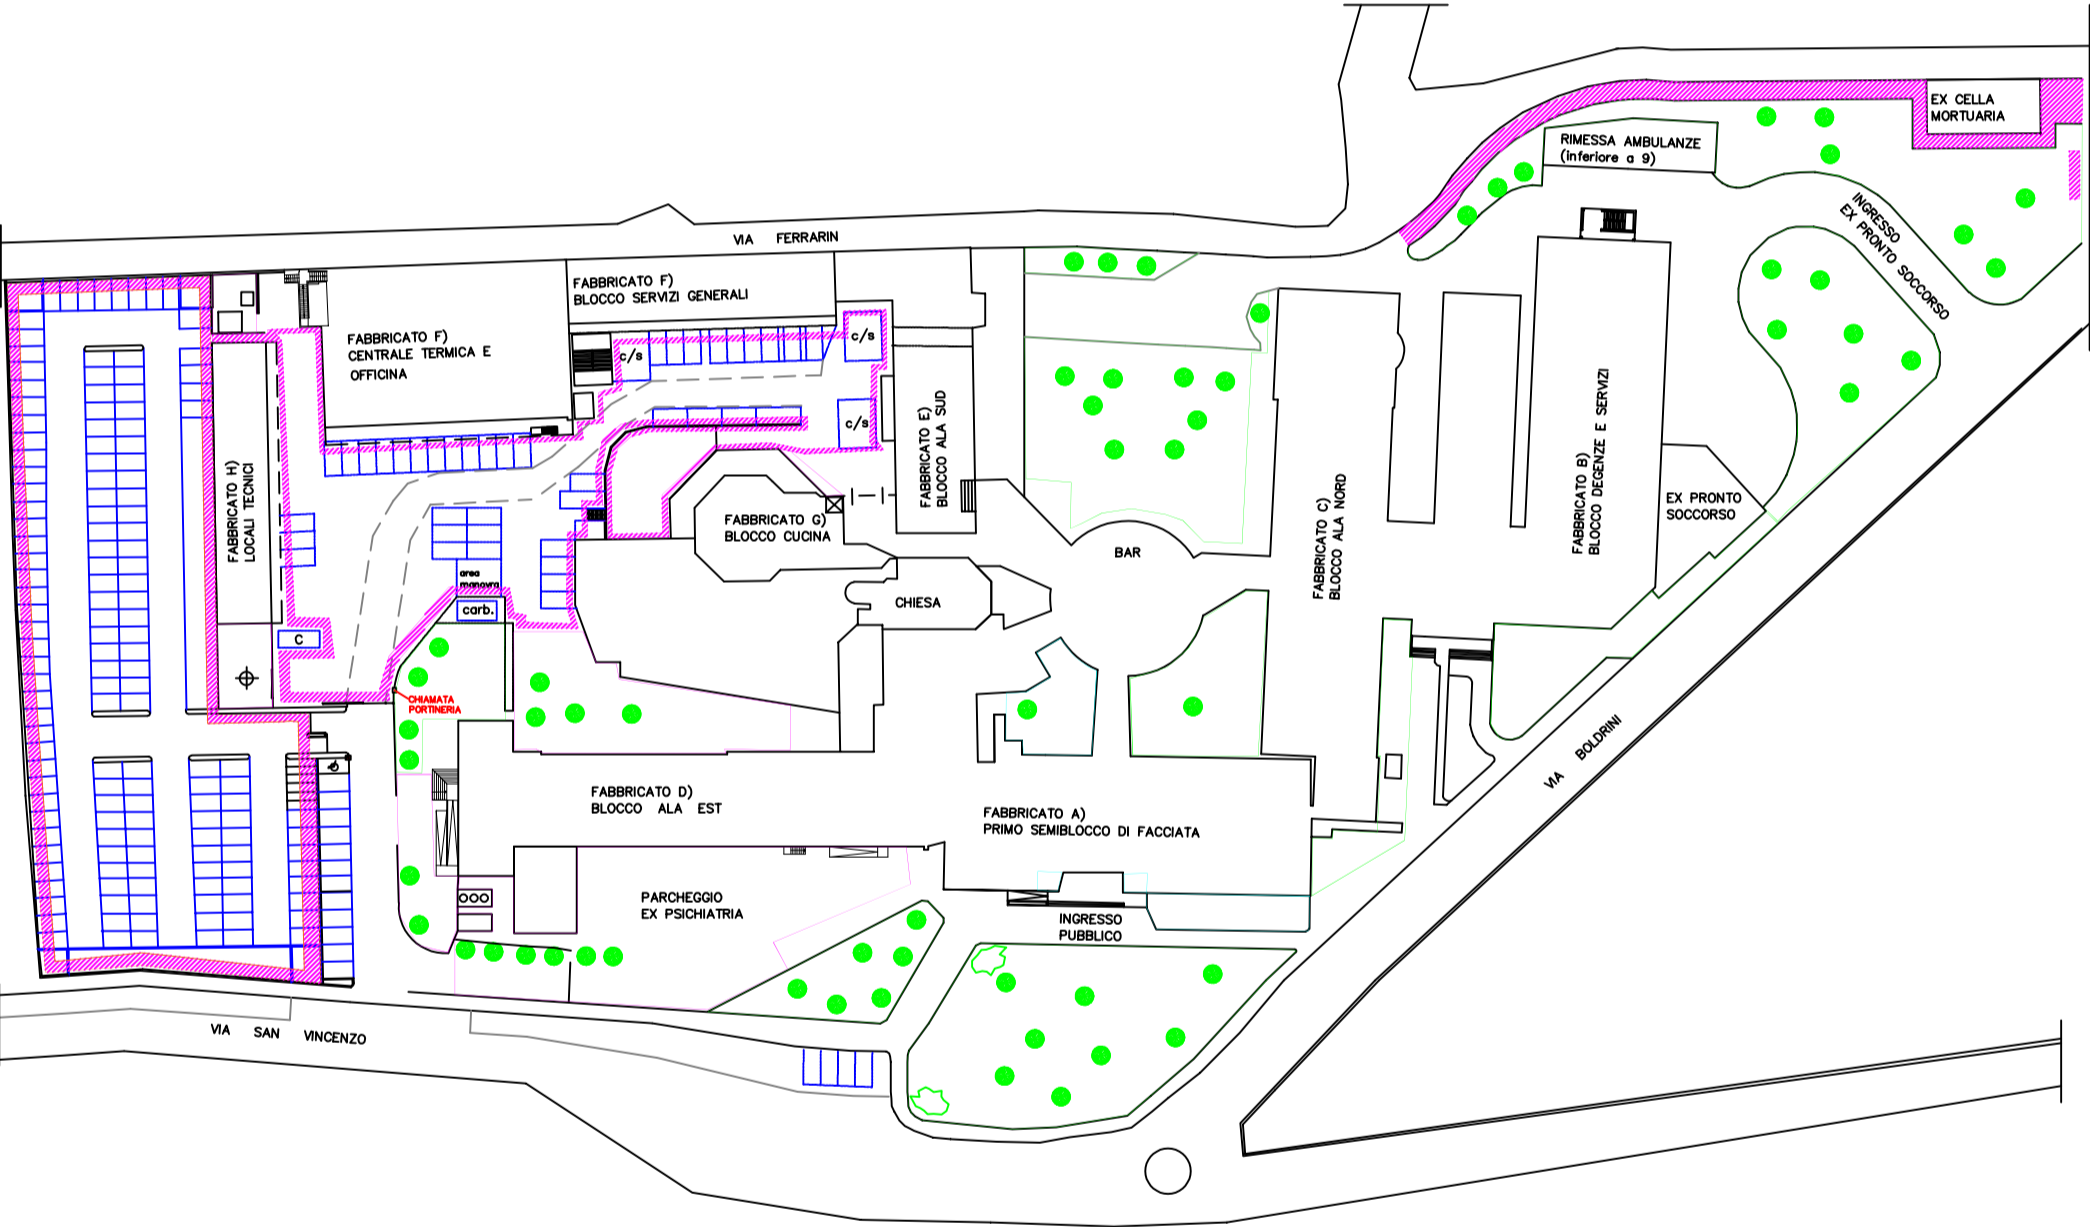 EX CELLA
MORTUARIA
RIMESSA AMBULANZE
(inferiore a 9)
INGRESSO
EX PRONTO SOCCORSO
VIA FERRARIN
FABBRICATO F)
BLOCCO SERVIZI GENERALI
FABBRICATO F)
CENTRALE TERMICA E
OFFICINA
c/s
c/s
c/s
FABBRICATO E)
BLOCCO ALA SUD
FABBRICATO H)
LOCALI TECNICI
FABBRICATO G)
BLOCCO CUCINA
BAR
FABBRICATO C)
BLOCCO ALA NORD
FABBRICATO B)
BLOCCO DEGENZE E SERVIZI
EX PRONTO
SOCCORSO
area
manovra
carb.
CHIESA
C
CHIAMATA
PORTINERIA
VIA BOLDRINI
FABBRICATO D)
BLOCCO ALA EST
FABBRICATO A)
PRIMO SEMIBLOCCO DI FACCIATA
PARCHEGGIO
EX PSICHIATRIA
INGRESSO
PUBBLICO
VIA SAN VINCENZO